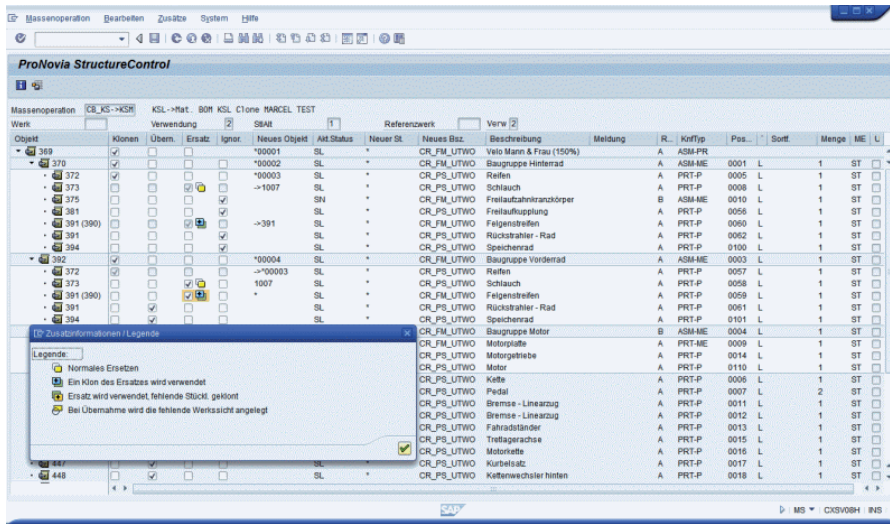 Massenoperation Bearbeiten Zusätze System Hilfe
ProNovia StructureControl
Massenoperation CB_KS->KSM KSL->Mat. BOM KSL Clone MARCEL TEST
Werk Verwendung 2 StlAlt 1 Referenzwerk Verw 2
Objekt Klonen Übern. Ersatz Ignor. Neues Objekt Akt.Status Neuer St. Neues Bsz. Beschreibung Meldung R... KnfTyp Pos... Sortf. Menge ME L
369 *00001 SL * CR_FM_UTWO Velo Mann & Frau (150%) A ASM-PR
370 *00002 SL * CR_FM_UTWO Baugruppe Hinterrad A ASM-ME 0001 L 1 ST
372 *00003 SL * CR_PS_UTWO Reifen A PRT-P 0005 L 1 ST
373 ->1007 SL * CR_PS_UTWO Schlauch A PRT-P 0008 L 1 ST
375 SN * CR_FM_UTWO Freilaufzahnkranzkörper B ASM-ME 0010 L 1 ST
381 SL * CR_PS_UTWO Freilaufkupplung A PRT-P 0056 L 1 ST
391 (390) ->391 SL * CR_FM_UTWO Felgenstreifen A PRT-P 0060 L 1 ST
391 SL * CR_PS_UTWO Rückstrahler - Rad A PRT-P 0062 L 1 ST
394 SL * CR_PS_UTWO Speichenrad A PRT-P 0100 L 1 ST
392 *00004 SL * CR_FM_UTWO Baugruppe Vorderrad A ASM-ME 0003 L 1 ST
372 ->*00003 SL * CR_PS_UTWO Reifen A PRT-P 0057 L 1 ST
373 1007 SL * CR_PS_UTWO Schlauch A PRT-P 0058 L 1 ST
391 (390) * SL * CR_FM_UTWO Felgenstreifen A PRT-P 0059 L 1 ST
391 SL * CR_PS_UTWO Rückstrahler - Rad A PRT-P 0061 L 1 ST
394 SL * CR_PS_UTWO Speichenrad A PRT-P 0101 L 1 ST
CR_FM_UTWO Baugruppe Motor B ASM-ME 0004 L 1 ST
CR_FM_UTWO Motorplatte A PRT-ME 0009 L 1 ST
CR_PS_UTWO Motorgetriebe A PRT-P 0014 L 1 ST
CR_PS_UTWO Motor A PRT-P 0110 L 1 ST
CR_PS_UTWO Kette A PRT-P 0006 L 1 ST
CR_PS_UTWO Pedal A PRT-P 0007 L 2 ST
CR_PS_UTWO Bremse - Linearzug A PRT-P 0011 L 1 ST
CR_PS_UTWO Bremse - Linearzug A PRT-P 0012 L 1 ST
CR_PS_UTWO Fahradständer A PRT-P 0013 L 1 ST
CR_PS_UTWO Tretlagerachse A PRT-P 0015 L 1 ST
CR_PS_UTWO Motorkette A PRT-P 0016 L 1 ST
447 SL * CR_PS_UTWO Kurbelsatz A PRT-P 0017 L 1 ST
448 SL * CR_PS_UTWO Kettenwechsler hinten A PRT-P 0018 L 1 ST
Zusatzinformationen / Legende
Legende:
Normales Ersetzen
Ein Klon des Ersatzes wird verwendet
Ersatz wird verwendet, fehlende Stückl. geklont
Bei Übernahme wird die fehlende Werkssicht angelegt
SAP
MS CXSV08H INS